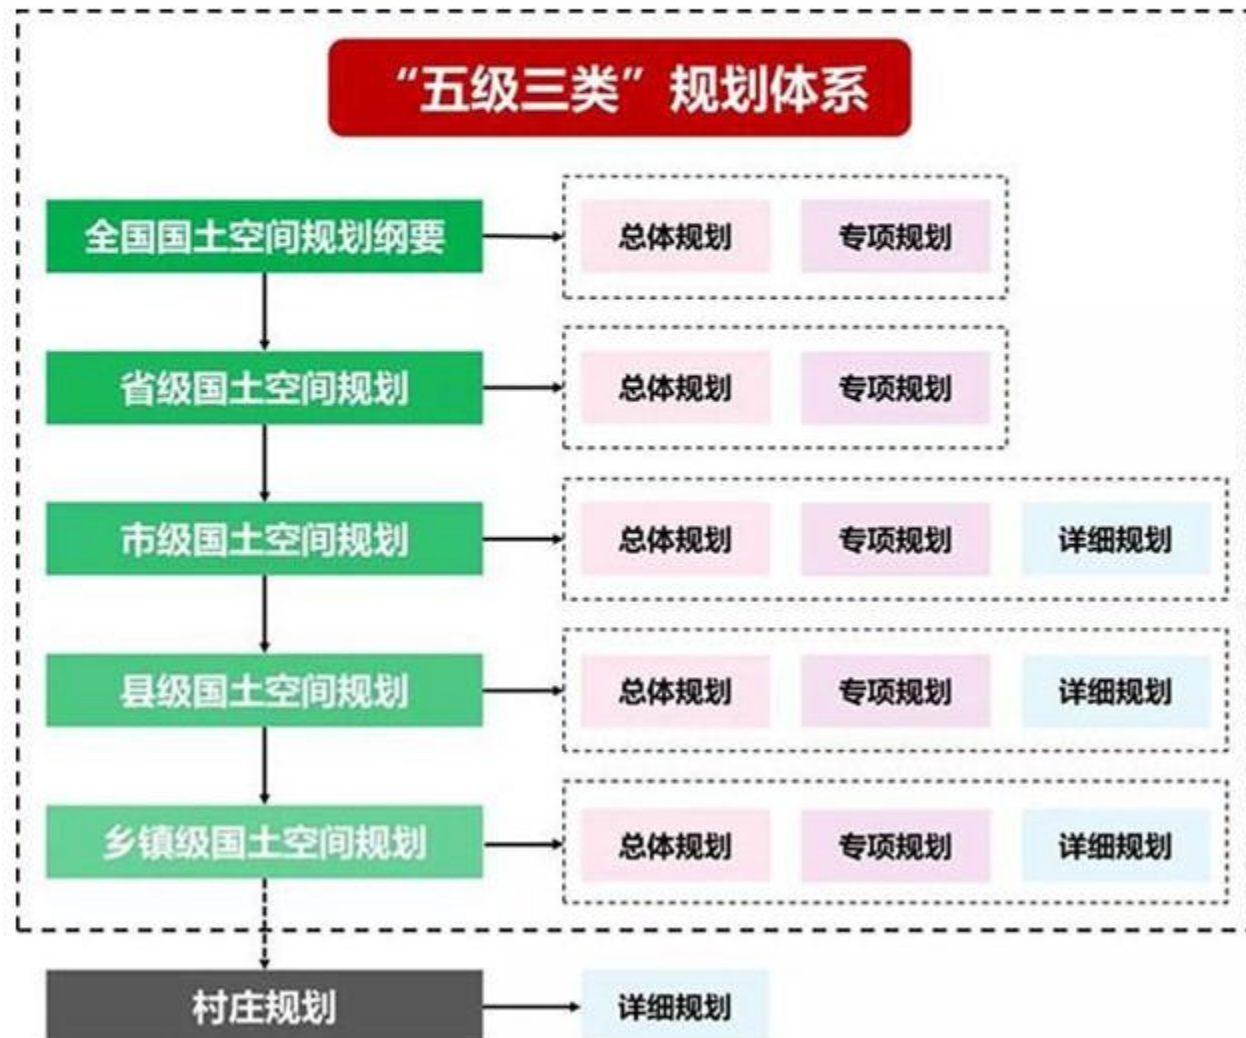 “五级三类”规划体系
全国国土空间规划纲要
总体规划
专项规划
省级国土空间规划
总体规划
专项规划
市级国土空间规划
总体规划
专项规划
详细规划
县级国土空间规划
总体规划
专项规划
详细规划
乡镇级国土空间规划
总体规划
专项规划
详细规划
村庄规划
详细规划